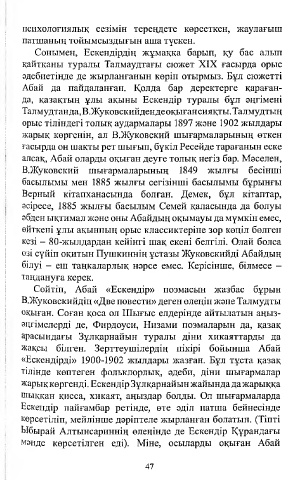 психологиялық сезімін тереңдете көрсеткен, жаулағыш
патшаның тойымсыздығын аша түскен.
Сонымен, Ескендірдің жұмаққа барып, қу бас алып
қайтқаны туралы Талмудтағы сюжет XIX ғасырда орыс
әдебиетінде де жырланғанын көріп отырмыз. Бұл сюжетті
Абай да пайдаланған. Қолда бар деректерге қараған-
да, қазақтың ұлы ақыны Ескендір туралы бұл әңгімені
Талмудтан да, В.Жуковскийден де оқыған сияқты. Талмудтың
орыс тіліндегі толық аудармалары 1897 және 1902 жылдары
жарық көргенін, ал В.Жуковский шығармаларының өткен
ғасырда он шақты рет шығып, бүкіл Ресейде тарағанын еске
алсақ, Абай оларды оқыған деуге толық негіз бар. Мәселен,
В.Жуковский шығармаларының 1849 жылғы бесінші
басылымы мен 1885 жылғы сегізінші басылымы бұрынғы
Верный кітапханасында болған. Демек, бұл кітаптар,
әсіресе, 1885 жылғы басылым Семей қаласында да болуы
әбден ықтимал және оны Абайдың оқымауы да мүмкін емес,
өйткені ұлы ақынның орыс классиктеріне зор көңіл бөлген
кезі – 80-жылдардан кейінгі шақ екені белгілі. Олай болса
өзі сүйіп оқитын Пушкиннің ұстазы Жуковскийді Абайдың
білуі – еш таңқаларлық нәрсе емес. Керісінше, білмесе –
таңдануға керек.
Сөйтіп, Абай «Ескендір» поэмасын жазбас бұрын
В.Жуковскийдің «Две повести» деген өлеңін және Талмудты
оқыған. Соған қоса ол Шығыс елдерінде айтылатын аңыз-
әңгімелерді де, Фирдоуси, Низами поэмаларын да, қазақ
арасындағы Зұлқарнайын туралы діни хикаяттарды да
жақсы білген. Зерттеушілердің пікірі бойынша Абай
«Ескендірді» 1900-1902 жылдары жазған. Бұл тұста қазақ
тілінде көптеген фольклорлық, әдеби, діни шығармалар
жарық көргенді. Ескендір Зұлқарнайын жайында да жарыққа
шыққан қисса, хикаят, аңыздар болды. Ол шығармаларда
Ескендір пайғамбар ретінде, өте әділ патша бейнесінде
көрсетіліп, мейлінше дәріптеле жырланған болатын. (Тіпті
Ыбырай Алтынсариннің өлеңінде де Ескендір Құрандағы
мәнде көрсетілген еді). Міне, осыларды оқыған Абай
47